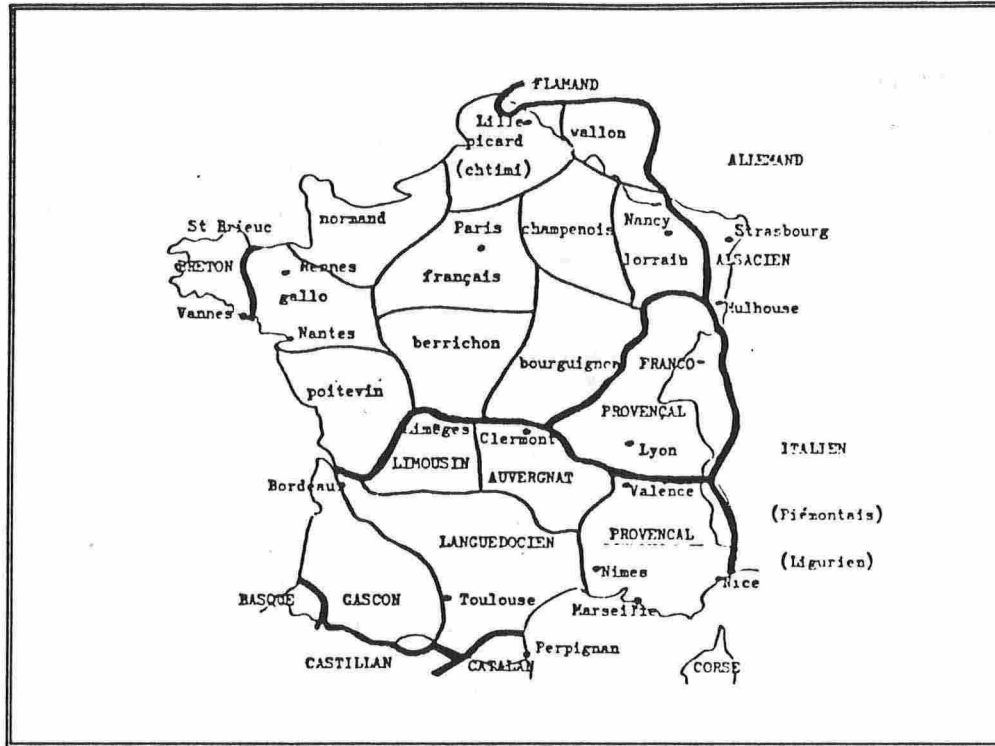 FLAMAND
Lille
wallon
picard
(chtimi)
ALLEMAND
normand
St Brieuc
Paris
champenois
Nancy
Strasbourg
BRETON
Rennes
français
lorrain
ALSACIEN
gallo
Vannes
Mulhouse
Nantes
berrichon
bourguignon
FRANCO-
poitevin
PROVENÇAL
Limoges
Clermont
Lyon
ITALIEN
LIMOUSIN
AUVERGNAT
Bordeaux
Valence
(Piémontais)
PROVENCAL
LANGUEDOCIEN
(Ligurien)
Nimes
Nice
BASQUE
GASCON
Toulouse
Marseille
Perpignan
CASTILLAN
CATALAN
CORSE